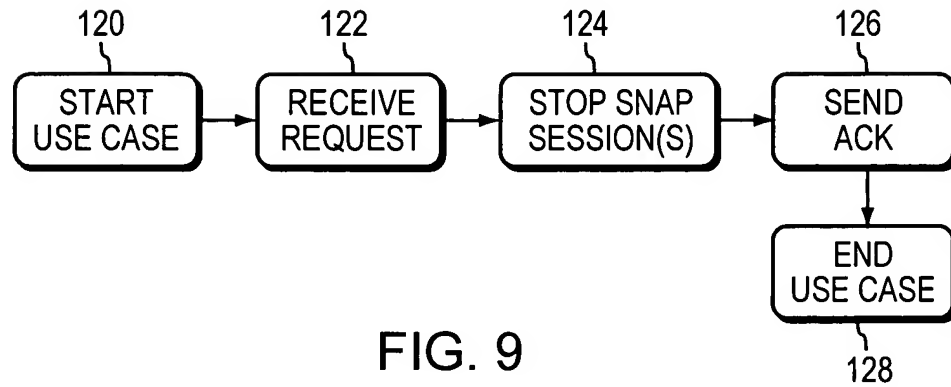 120
122
124
126
START
USE CASE
RECEIVE
REQUEST
STOP SNAP
SESSION(S)
SEND
ACK
END
USE CASE
128
FIG. 9